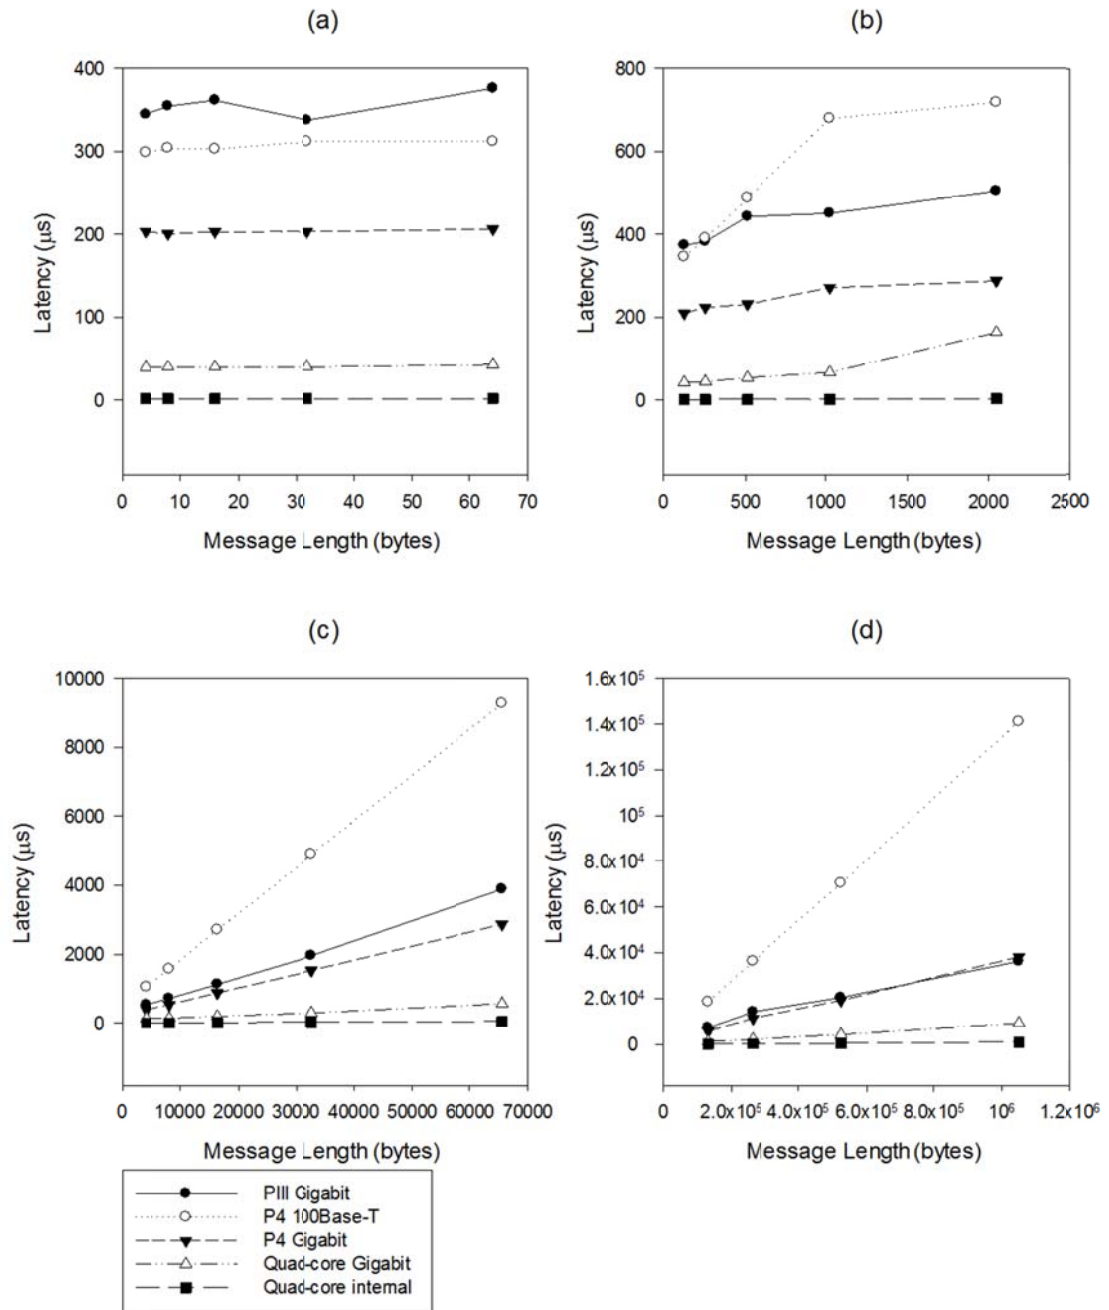 (a)
400
300
200
100
0
Latency (µs)
0 10 20 30 40 50 60 70
Message Length (bytes)
(b)
800
600
400
200
0
Latency (µs)
0 500 1000 1500 2000 2500
Message Length (bytes)
(c)
10000
8000
6000
4000
2000
0
Latency (µs)
0 10000 20000 30000 40000 50000 60000 70000
Message Length (bytes)
(d)
1.6x10⁵
1.4x10⁵
1.2x10⁵
10⁵
8.0x10⁴
6.0x10⁴
4.0x10⁴
2.0x10⁴
0
Latency (µs)
0 2.0x10⁵ 4.0x10⁵ 6.0x10⁵ 8.0x10⁵ 10⁶ 1.2x10⁶
Message Length (bytes)
PIII Gigabit
P4 100Base-T
P4 Gigabit
Quad-core Gigabit
Quad-core internal